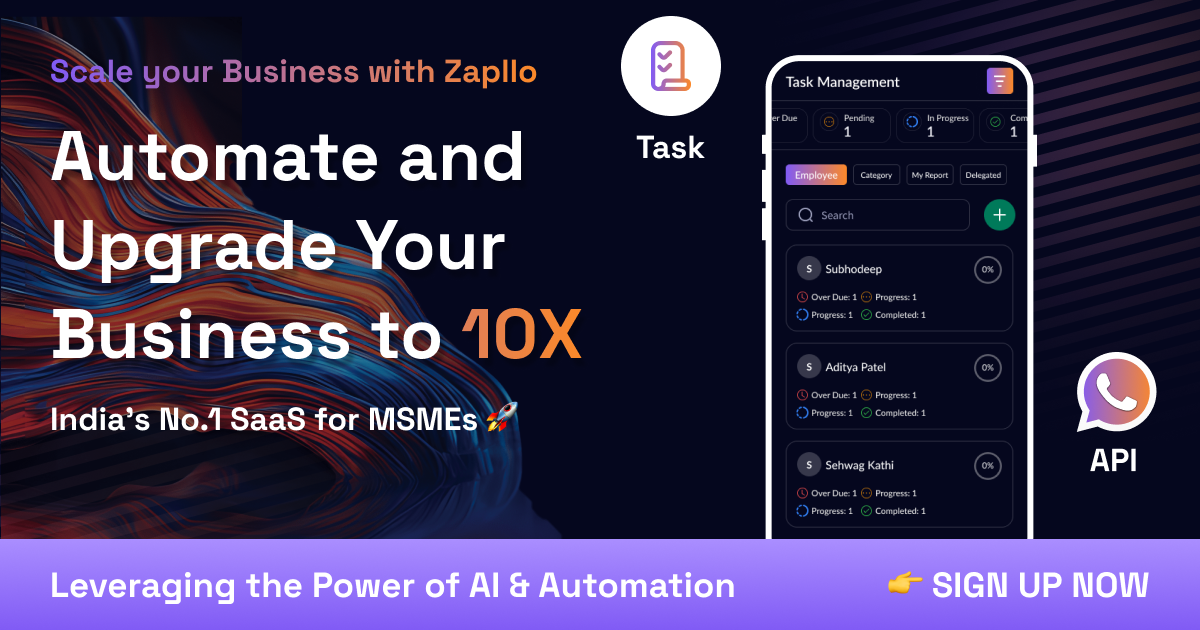 Scale your Business with Zapllo
Automate and
Upgrade Your
Business to 10X
India's No.1 SaaS for MSMEs 🚀
Task
Task Management
er Due
Pending
1
In Progress
1
Com
1
Employee
Category
My Report
Delegated
Search
S Subhodeep 0%
Over Due: 1 Progress: 1
Progress: 1 Completed: 1
S Aditya Patel 0%
Over Due: 1 Progress: 1
Progress: 1 Completed: 1
S Sehwag Kathi 0%
Over Due: 1 Progress: 1
Progress: 1 Completed: 1
API
Leveraging the Power of AI & Automation
👉 SIGN UP NOW